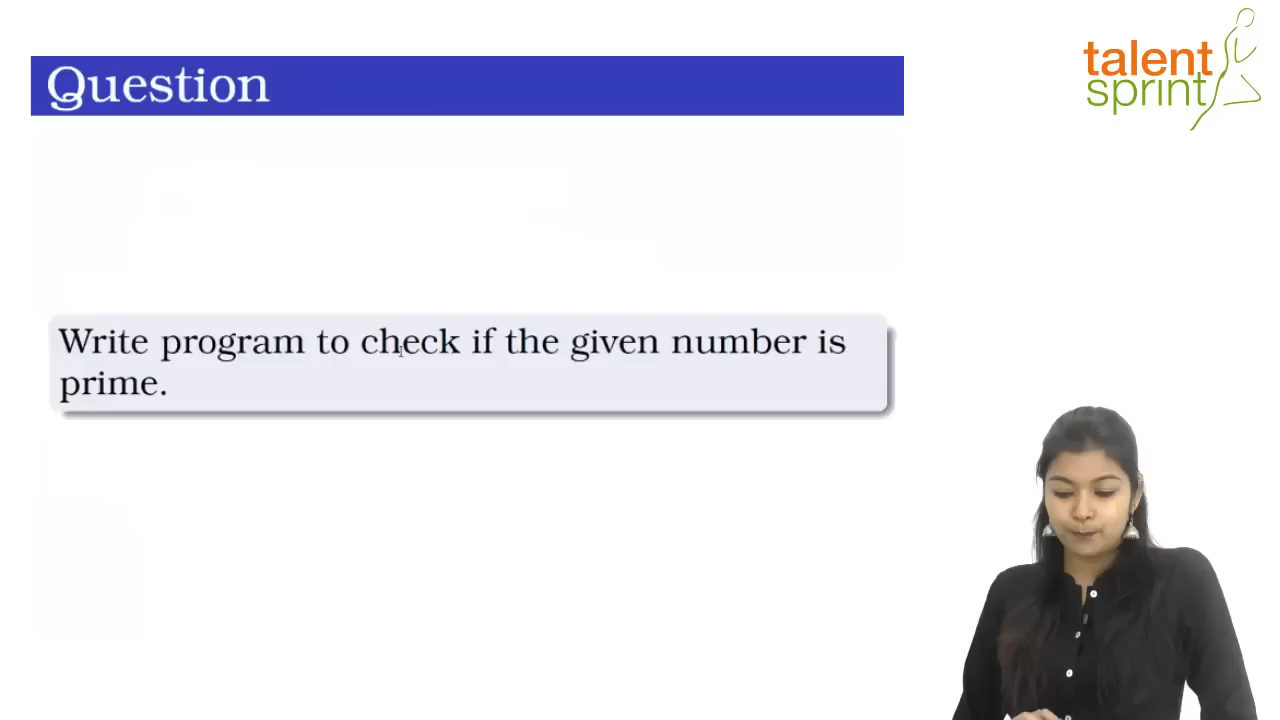 Question
talent
sprint
Write program to check if the given number is
prime.